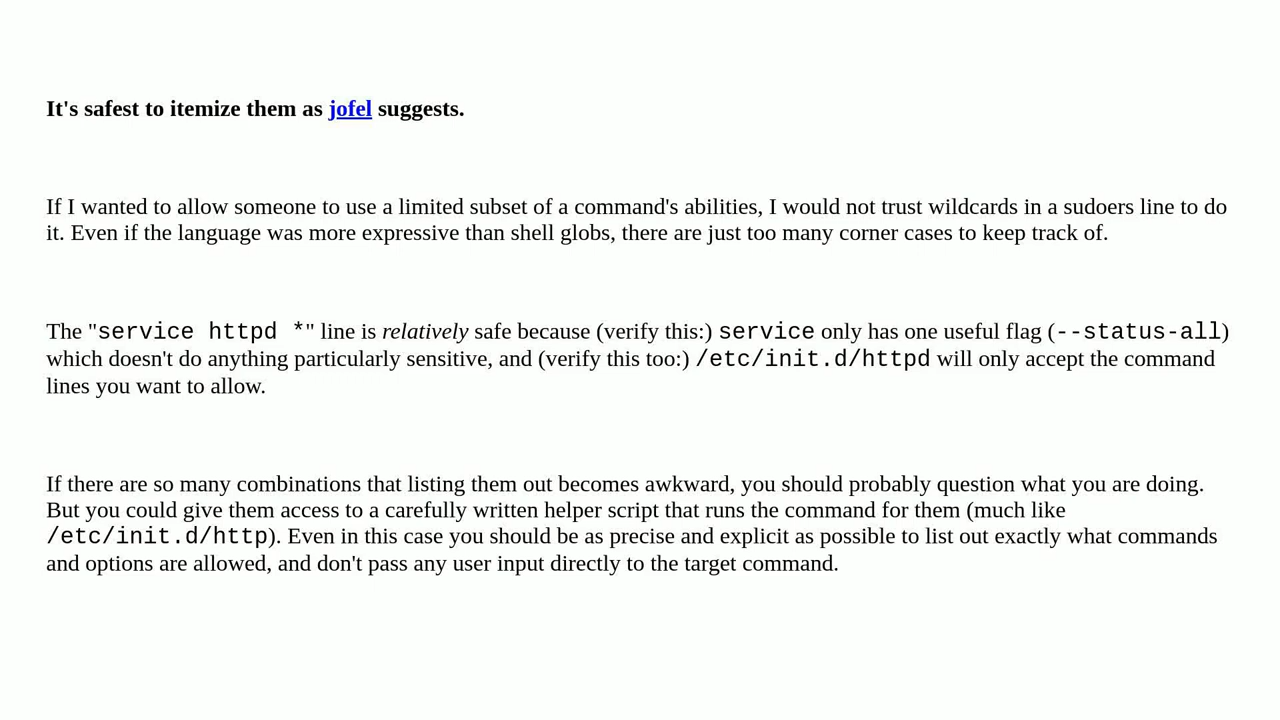 It's safest to itemize them as jofel suggests.
If I wanted to allow someone to use a limited subset of a command's abilities, I would not trust wildcards in a sudoers line to do
it. Even if the language was more expressive than shell globs, there are just too many corner cases to keep track of.
The "service httpd *" line is relatively safe because (verify this:) service only has one useful flag (--status-all)
which doesn't do anything particularly sensitive, and (verify this too:) /etc/init.d/httpd will only accept the command
lines you want to allow.
If there are so many combinations that listing them out becomes awkward, you should probably question what you are doing.
But you could give them access to a carefully written helper script that runs the command for them (much like
/etc/init.d/http). Even in this case you should be as precise and explicit as possible to list out exactly what commands
and options are allowed, and don't pass any user input directly to the target command.